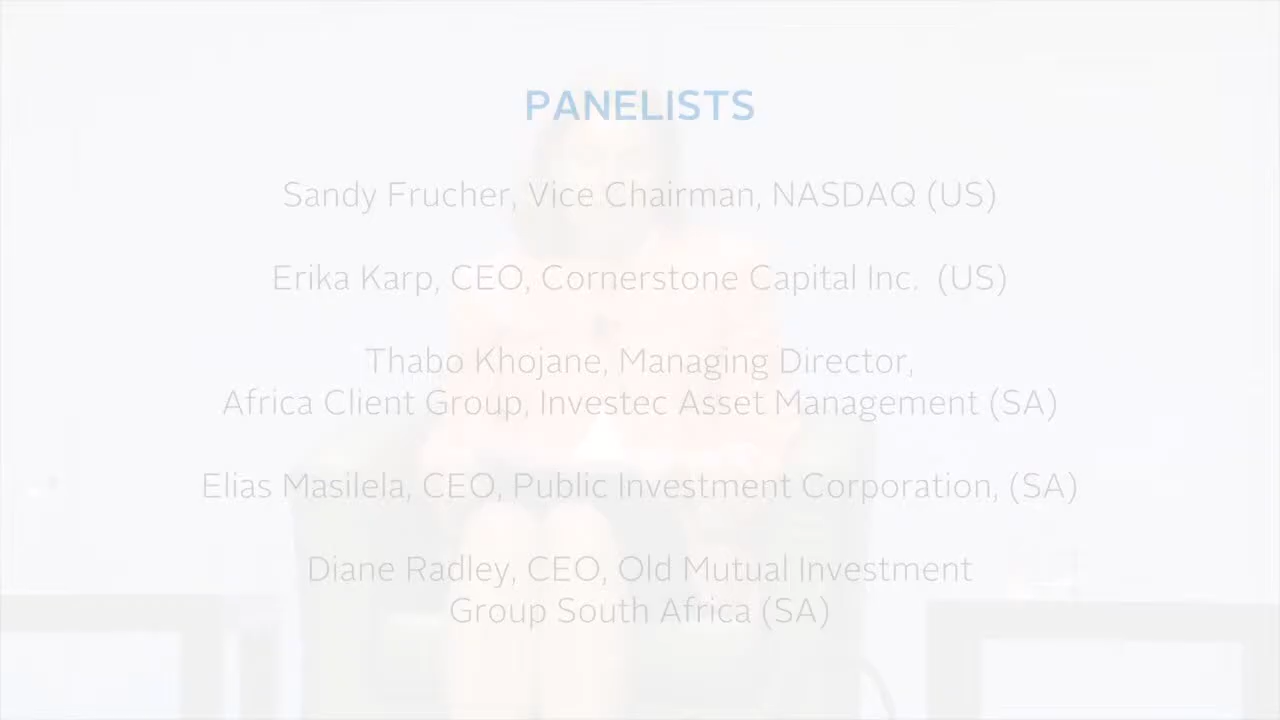 PANELISTS
Sandy Frucher, Vice Chairman, NASDAQ (US)
Erika Karp, CEO, Cornerstone Capital Inc. (US)
Thabo Khojane, Managing Director,
Africa Client Group, Investec Asset Management (SA)
Elias Masilela, CEO, Public Investment Corporation, (SA)
Diane Radley, CEO, Old Mutual Investment
Group South Africa (SA)